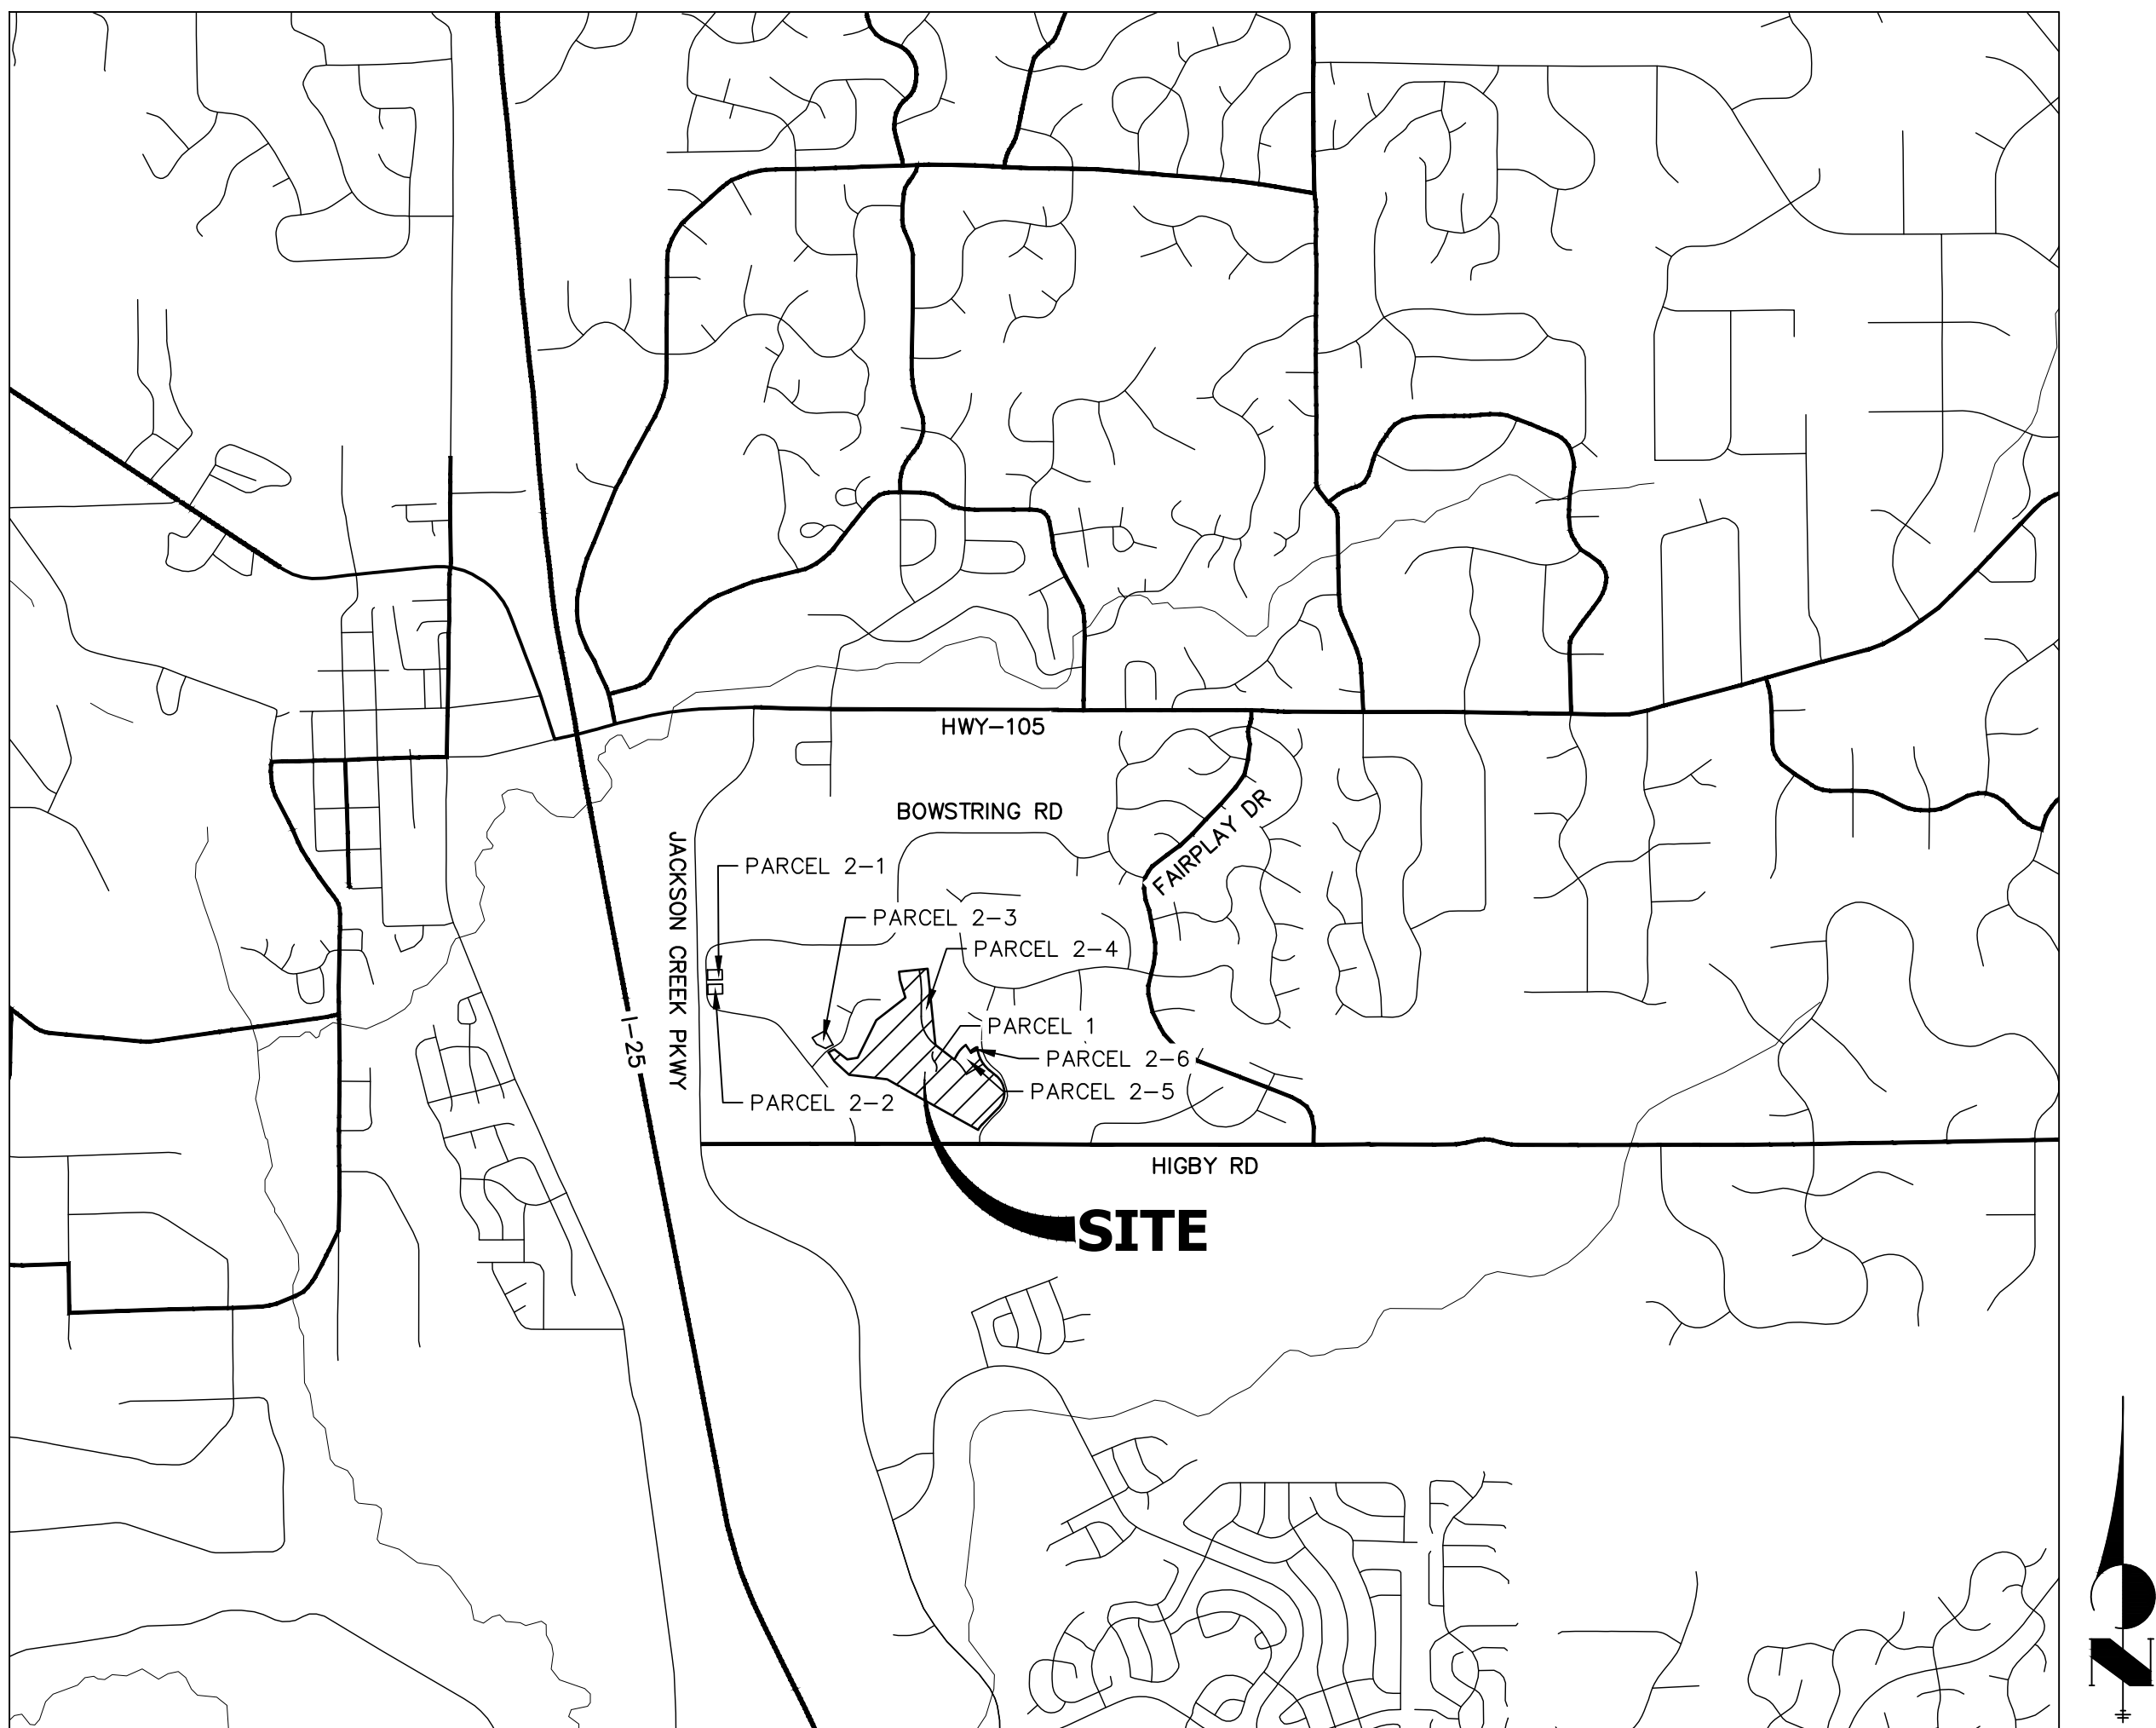 HWY-105
BOWSTRING RD
FAIRPLAY DR
JACKSON CREEK PKWY
PARCEL 2-1
PARCEL 2-3
PARCEL 2-4
I-25
PARCEL 1
PARCEL 2-6
PARCEL 2-5
PARCEL 2-2
HIGBY RD
SITE
N